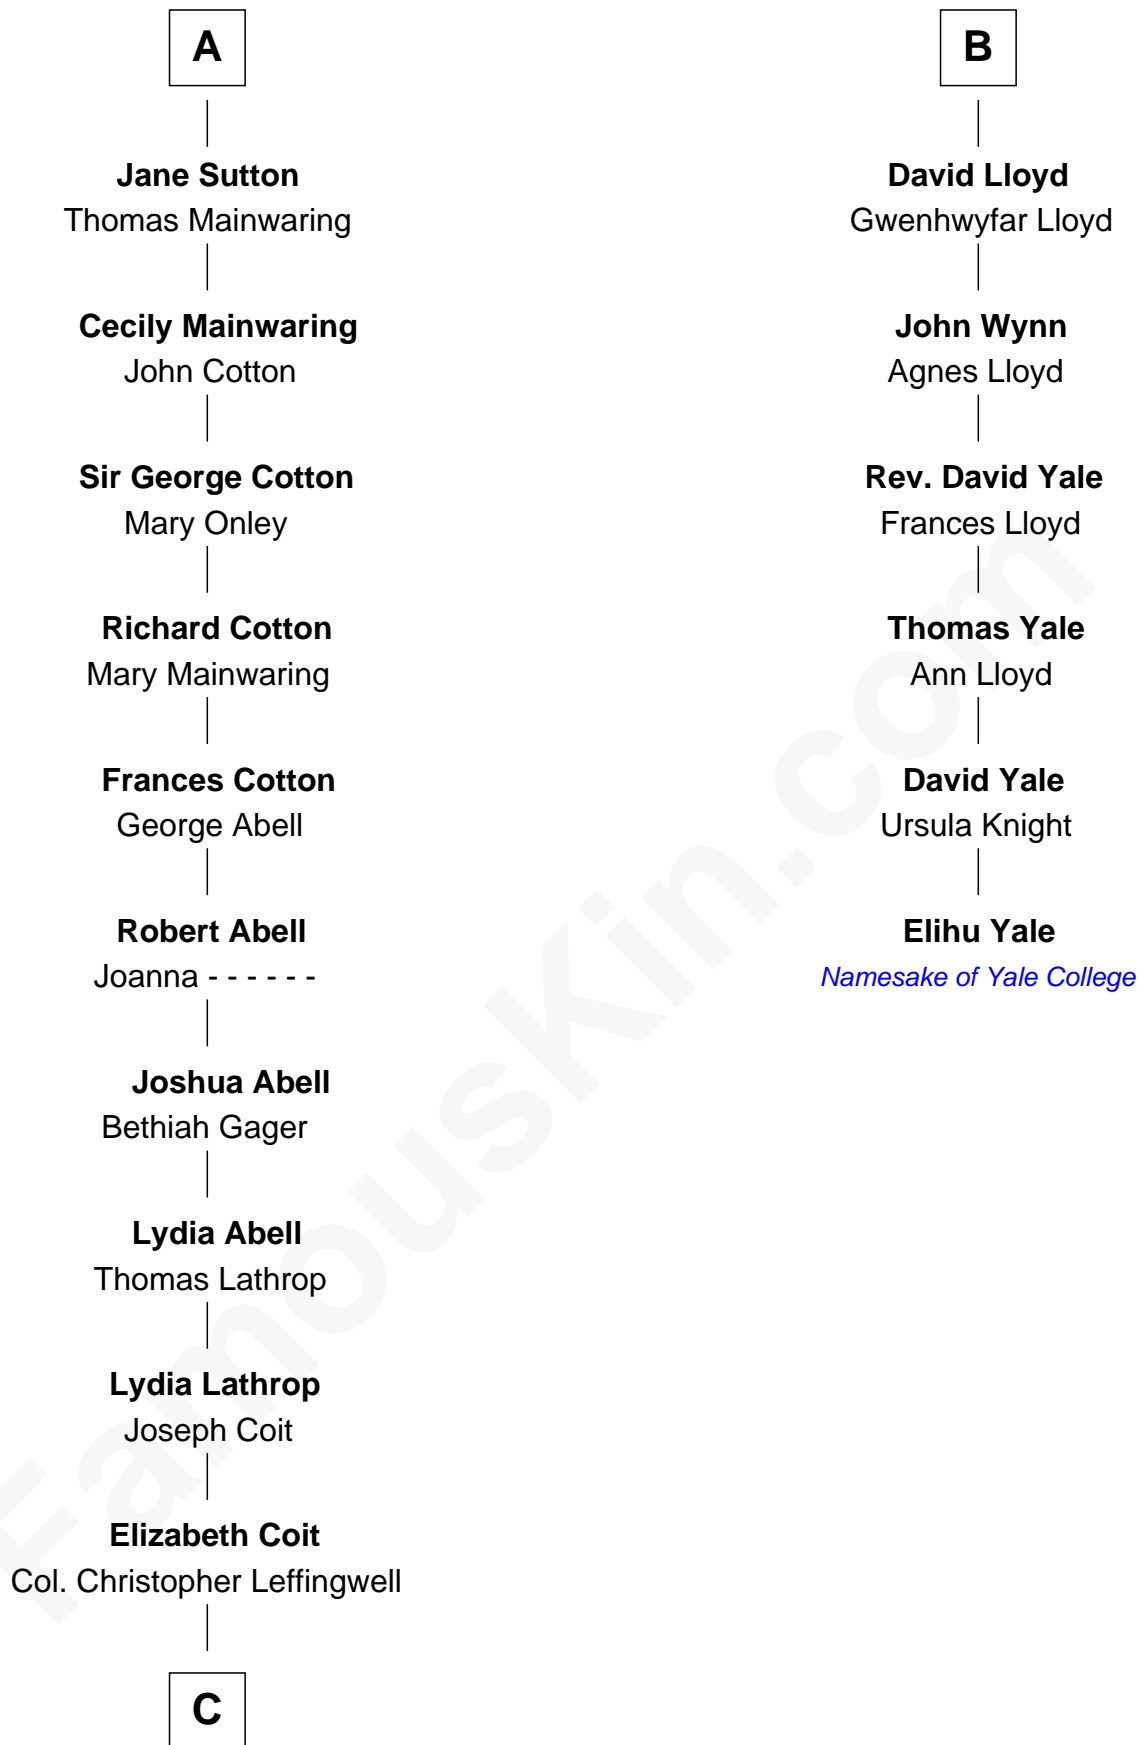 A
Jane Sutton
Thomas Mainwaring
Cecily Mainwaring
John Cotton
Sir George Cotton
Mary Onley
Richard Cotton
Mary Mainwaring
Frances Cotton
George Abell
Robert Abell
Joanna - - - - - -
Joshua Abell
Bethiah Gager
Lydia Abell
Thomas Lathrop
Lydia Lathrop
Joseph Coit
Elizabeth Coit
Col. Christopher Leffingwell
C
B
David Lloyd
Gwenhwyfar Lloyd
John Wynn
Agnes Lloyd
Rev. David Yale
Frances Lloyd
Thomas Yale
Ann Lloyd
David Yale
Ursula Knight
Elihu Yale
Namesake of Yale College
FamousKin.com